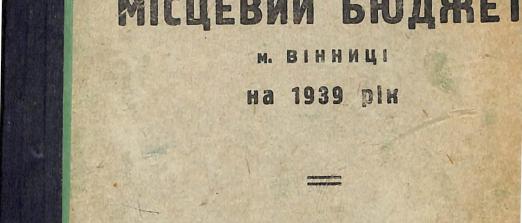 МІСЦЕВИЙ БЮДЖЕТ
м. ВІННИЦІ
на 1939 рік